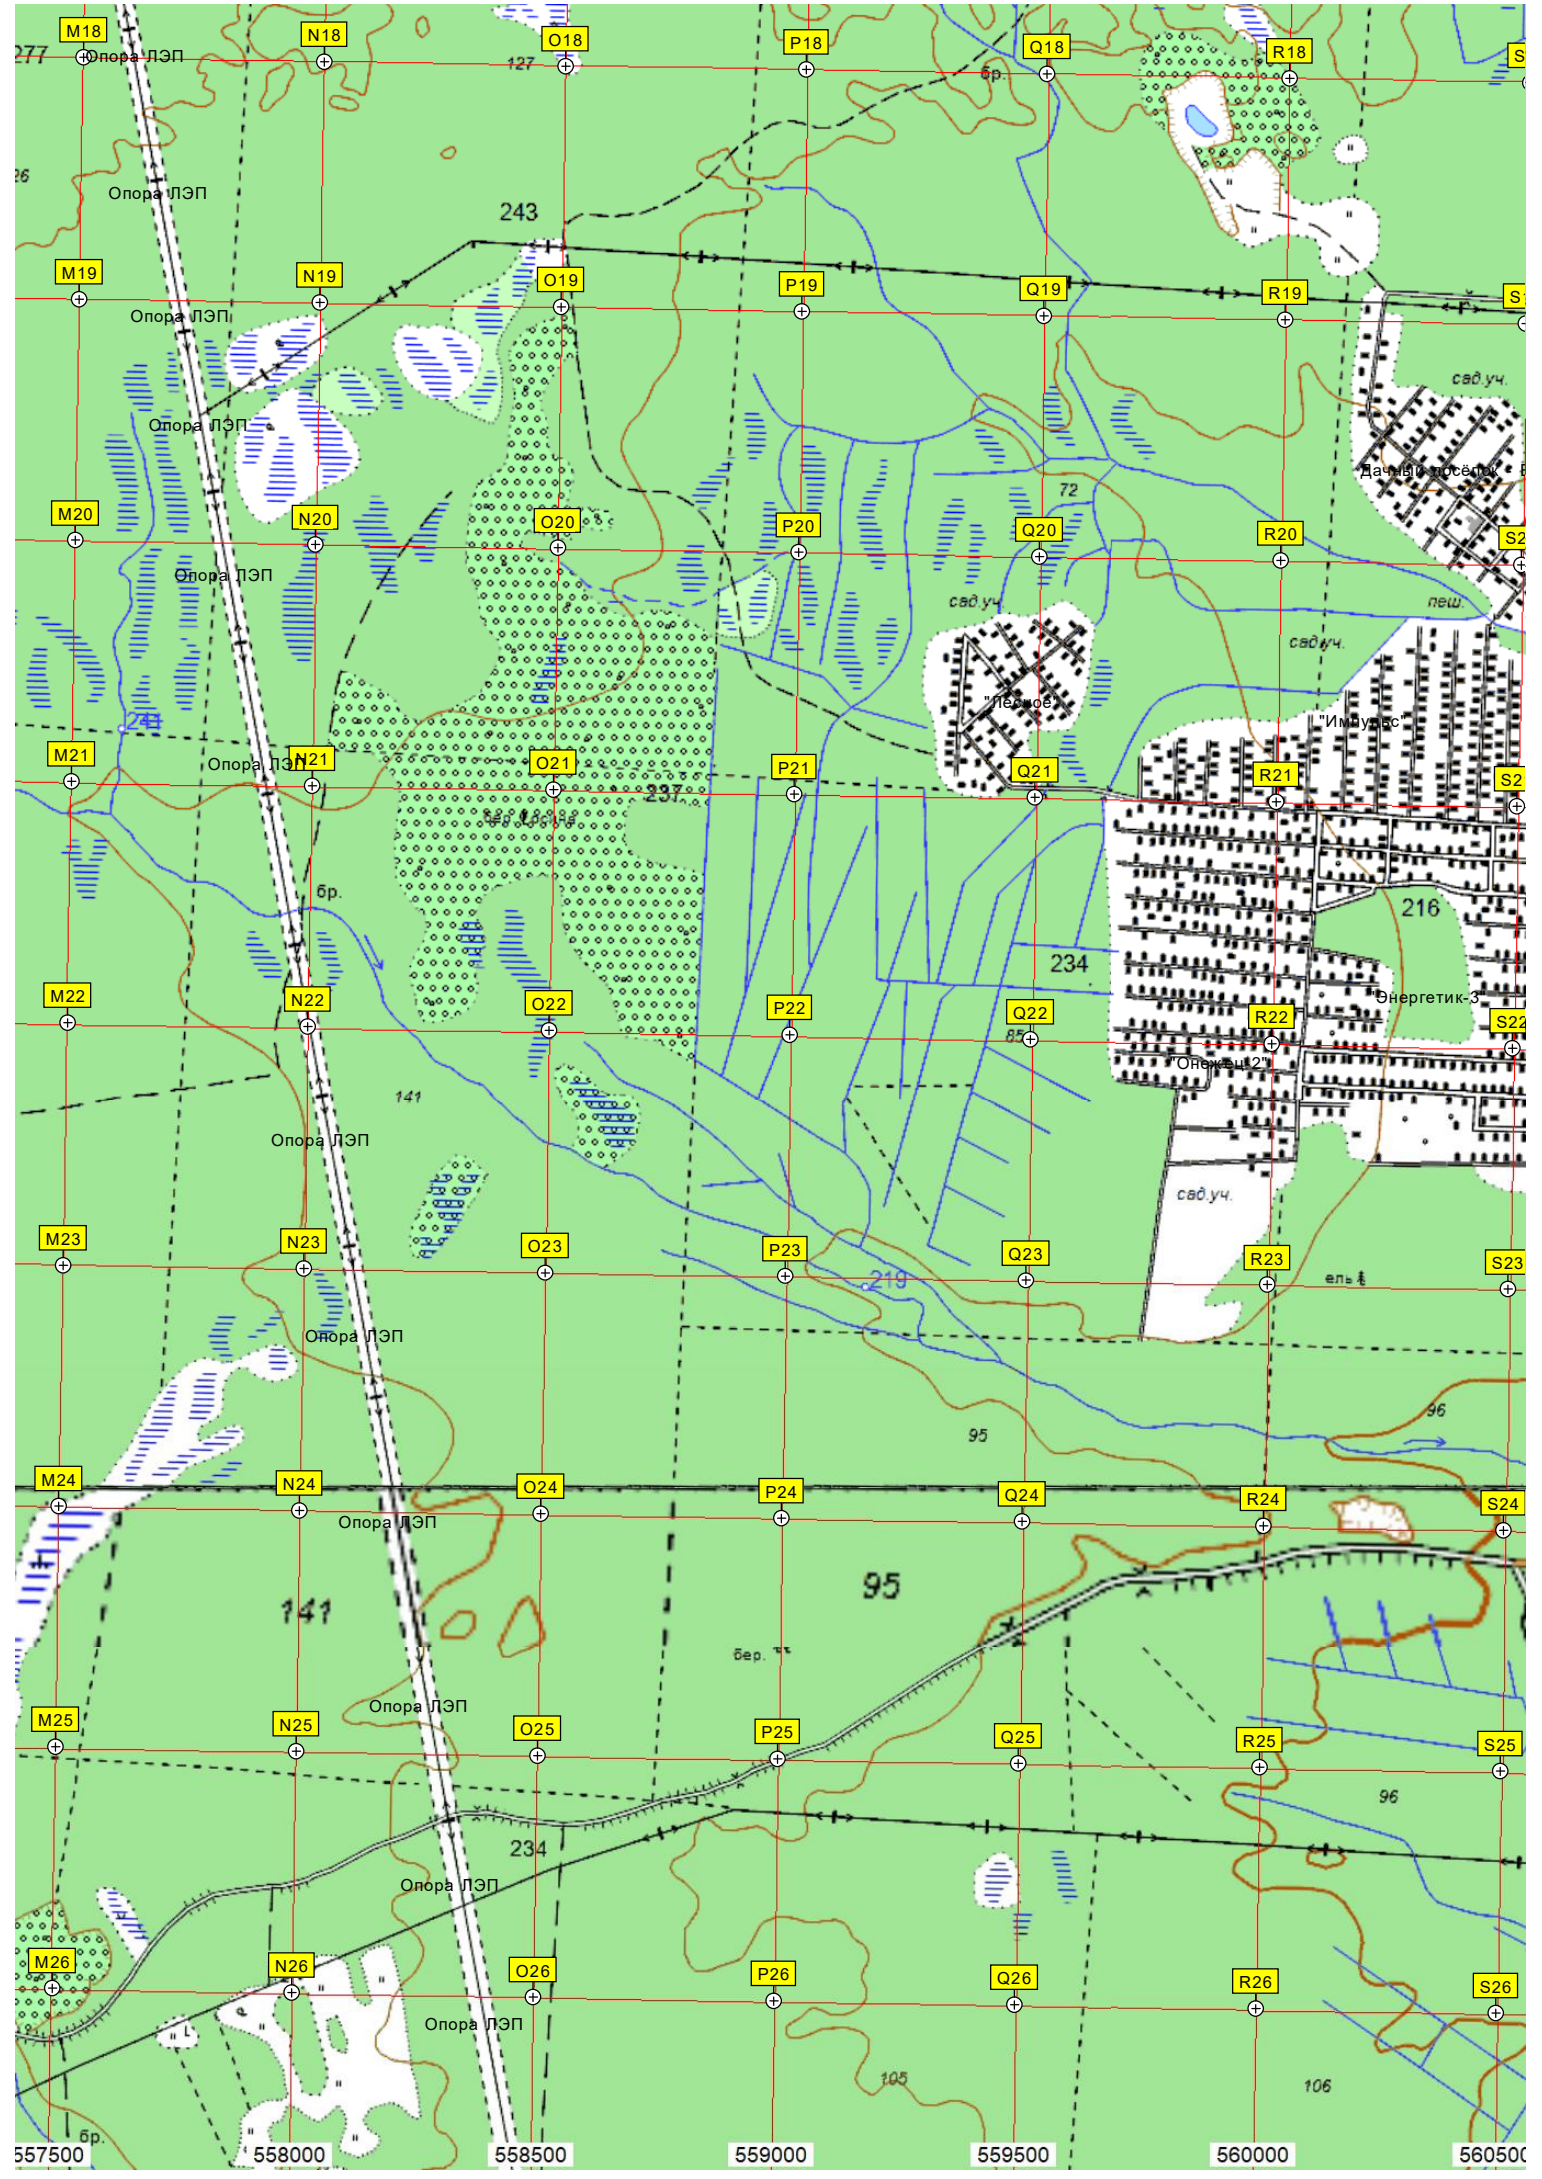 M18 N18 O18 P18 Q18 R18 S
277 Опора ЛЭП 127 бр.
26 Опора ЛЭП
243
M19 N19 O19 P19 Q19 R19
Опора ЛЭП
сад.уч.
Опора ЛЭП
Дачный посёлок
72
M20 N20 O20 P20 Q20 R20 S2
Опора ЛЭП
сад.уч. пеш.
сад.уч.
"Лесное"
241 "Импульс"
M21 N21 O21 P21 Q21 R21 S2
Опора ЛЭП
237
бр.
216
234
"Энергетик-3"
M22 N22 O22 P22 Q22 R22 S22
85
"Онежец-2"
141
Опора ЛЭП
сад.уч.
M23 N23 O23 P23 Q23 R23 S23
219 ель
Опора ЛЭП
96
95
M24 N24 O24 P24 Q24 R24 S24
Опора ЛЭП
95
141
бер.
Опора ЛЭП
M25 N25 O25 P25 Q25 R25 S25
96
234
Опора ЛЭП
M26 N26 O26 P26 Q26 R26 S26
Опора ЛЭП
105 106
бр.
557500 558000 558500 559000 559500 560000 560500